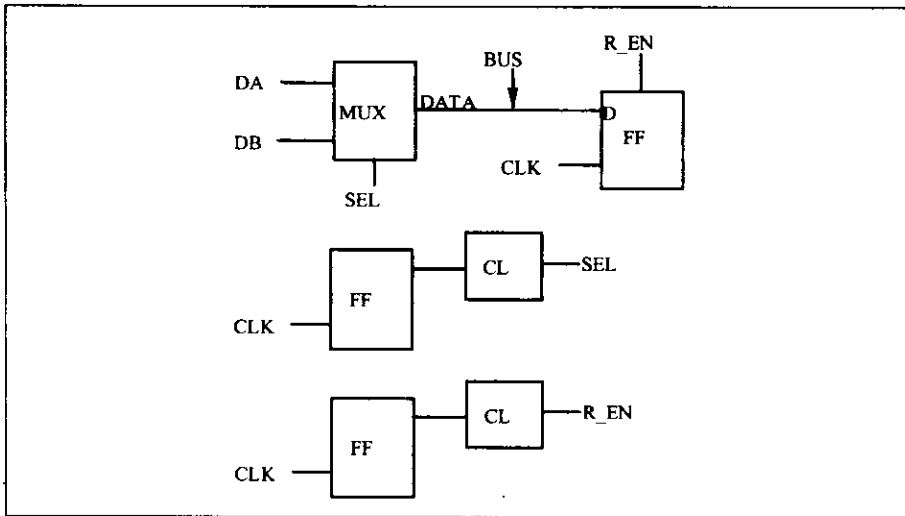 R_EN
BUS
DA
MUX
DATA
D
DB
FF
CLK
SEL
CL
SEL
FF
CLK
CL
R_EN
FF
CLK